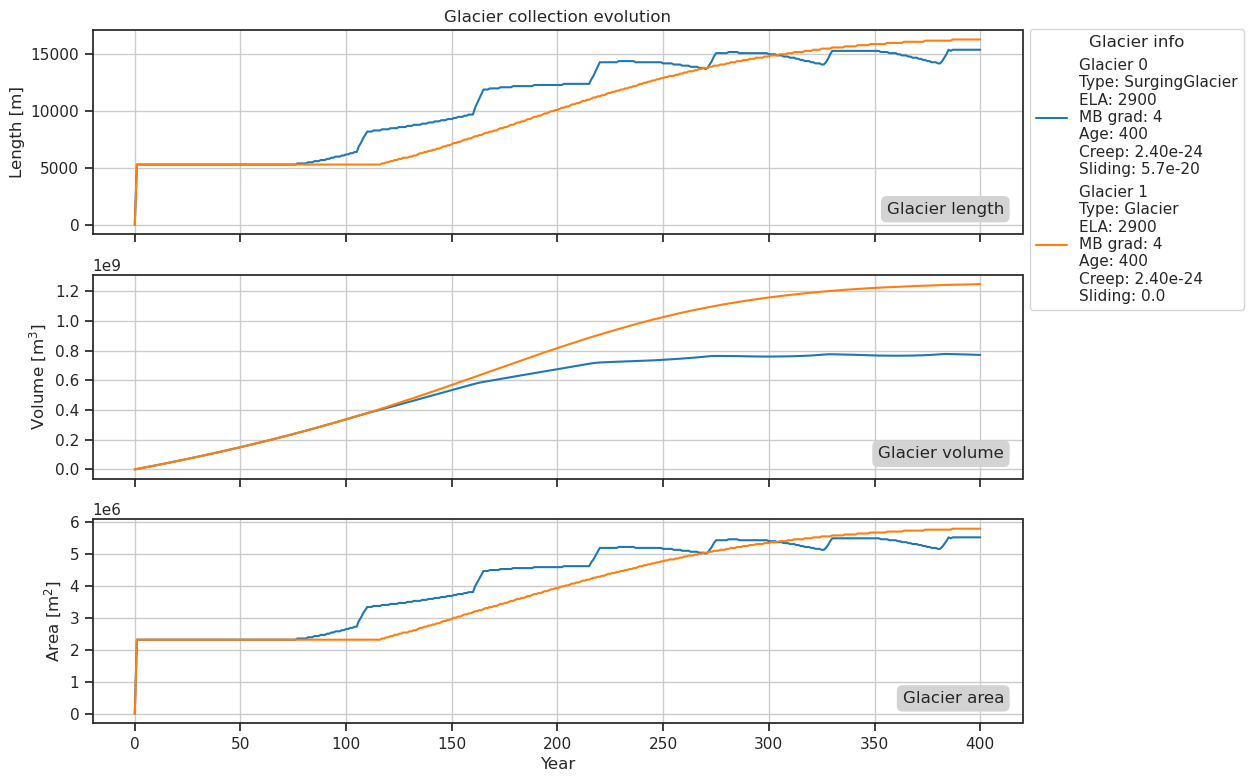 Glacier collection evolution
Length [m]
15000
10000
5000
0
Glacier length
Glacier info
Glacier 0
Type: SurgingGlacier
ELA: 2900
MB grad: 4
Age: 400
Creep: 2.40e-24
Sliding: 5.7e-20
Glacier 1
Type: Glacier
ELA: 2900
MB grad: 4
Age: 400
Creep: 2.40e-24
Sliding: 0.0
1e9
Volume [m³]
1.2
1.0
0.8
0.6
0.4
0.2
0.0
Glacier volume
1e6
Area [m²]
6
5
4
3
2
1
0
Glacier area
0 50 100 150 200 250 300 350 400
Year